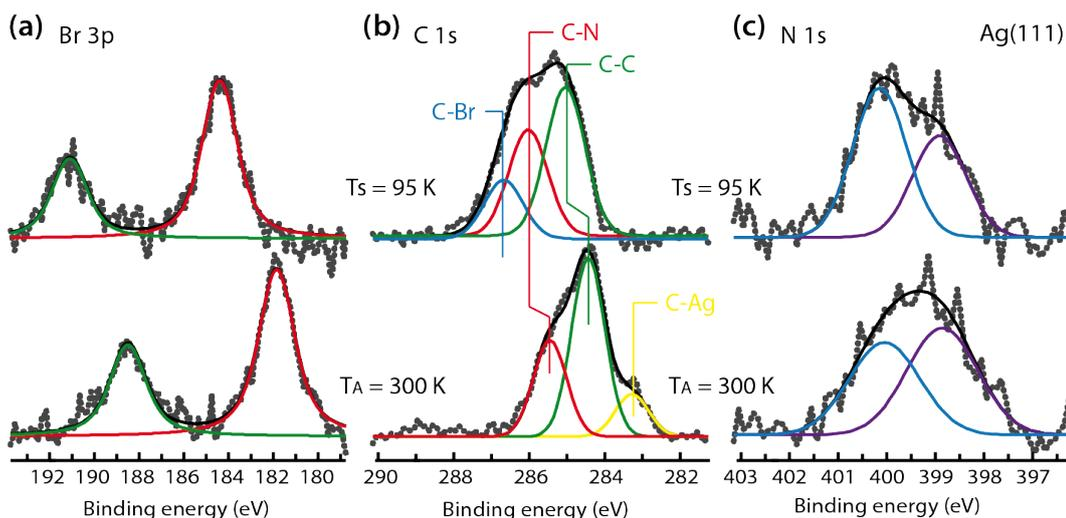 (a) Br 3p
(b) C 1s
C-N
C-C
C-Br
(c) N 1s Ag(111)
Ts = 95 K Ts = 95 K
C-Ag
TA = 300 K TA = 300 K
192 190 188 186 184 182 180
290 288 286 284 282
403 402 401 400 399 398 397
Binding energy (eV) Binding energy (eV) Binding energy (eV)